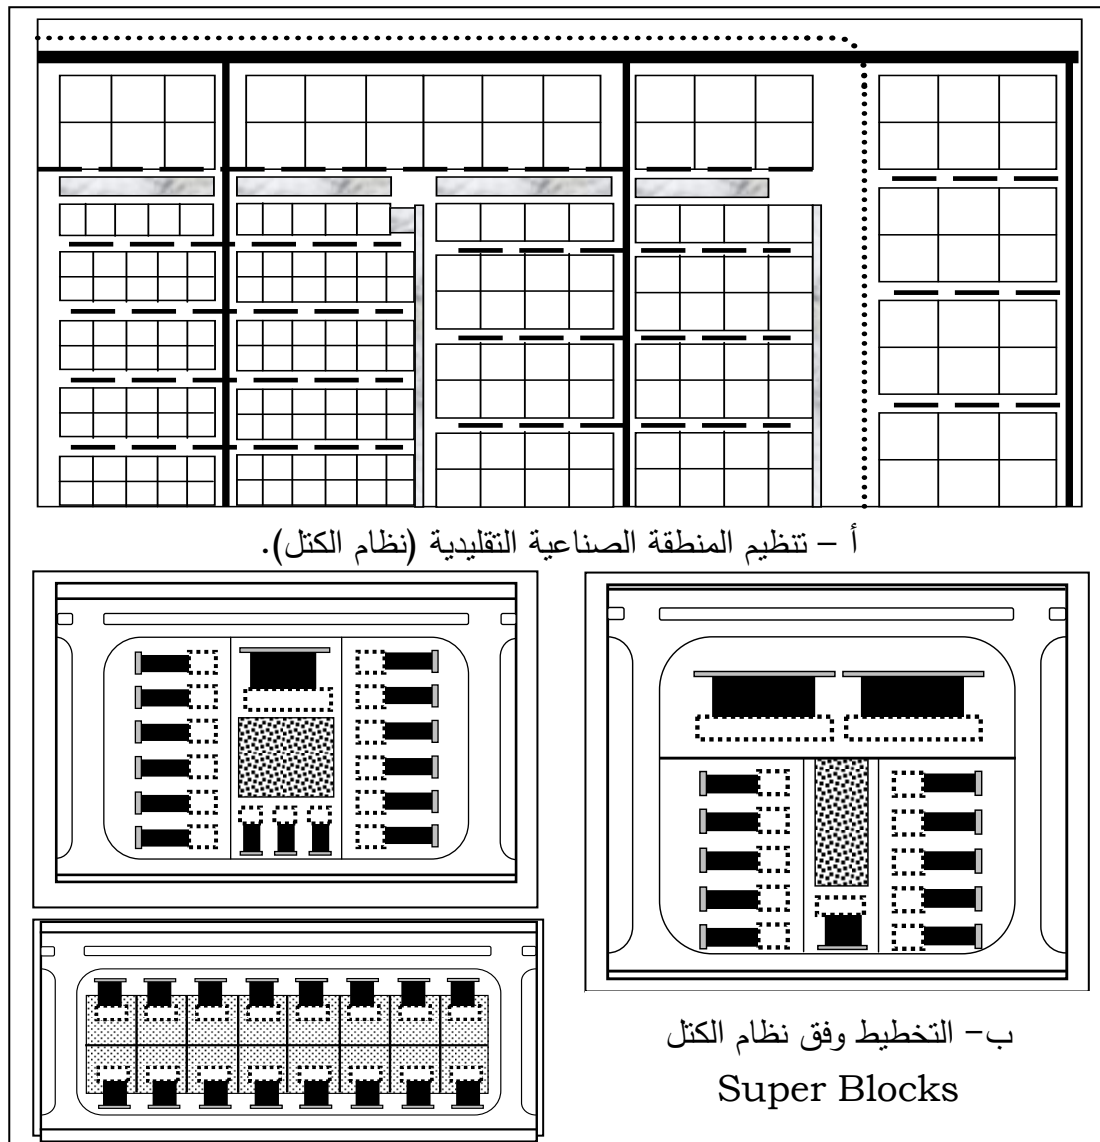 أ – تنظيم المنطقة الصناعية التقليدية (نظام الكتل).
ب– التخطيط وفق نظام الكتل
Super Blocks